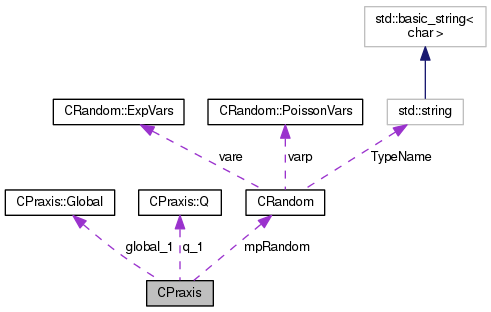 std::basic_string<
char >
CRandom::ExpVars
CRandom::PoissonVars
std::string
vare
varp
TypeName
CPraxis::Global
CPraxis::Q
CRandom
global_1
q_1
mpRandom
CPraxis